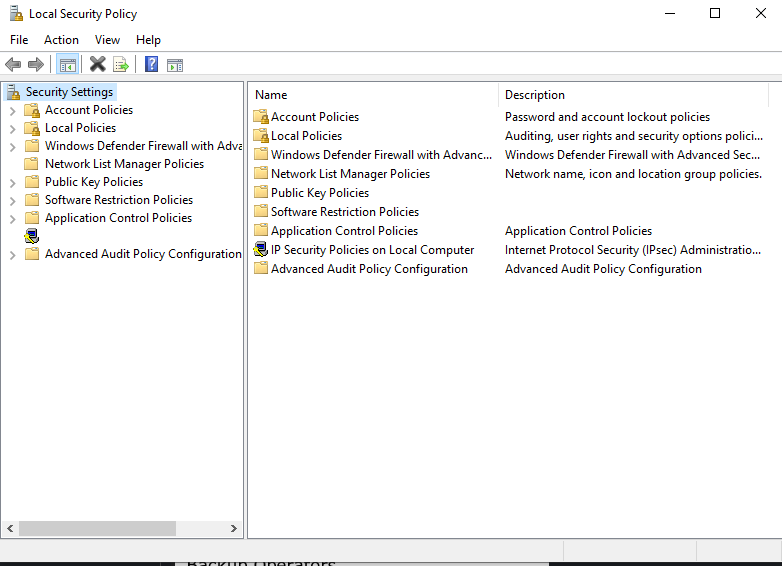 Local Security Policy
File Action View Help
Security Settings
Account Policies
Local Policies
Windows Defender Firewall with Adva
Network List Manager Policies
Public Key Policies
Software Restriction Policies
Application Control Policies
Advanced Audit Policy Configuration
Name Description
Account Policies Password and account lockout policies
Local Policies Auditing, user rights and security options polici...
Windows Defender Firewall with Advanc... Windows Defender Firewall with Advanced Sec...
Network List Manager Policies Network name, icon and location group policies.
Public Key Policies
Software Restriction Policies
Application Control Policies Application Control Policies
IP Security Policies on Local Computer Internet Protocol Security (IPsec) Administratio...
Advanced Audit Policy Configuration Advanced Audit Policy Configuration
Backup Operators